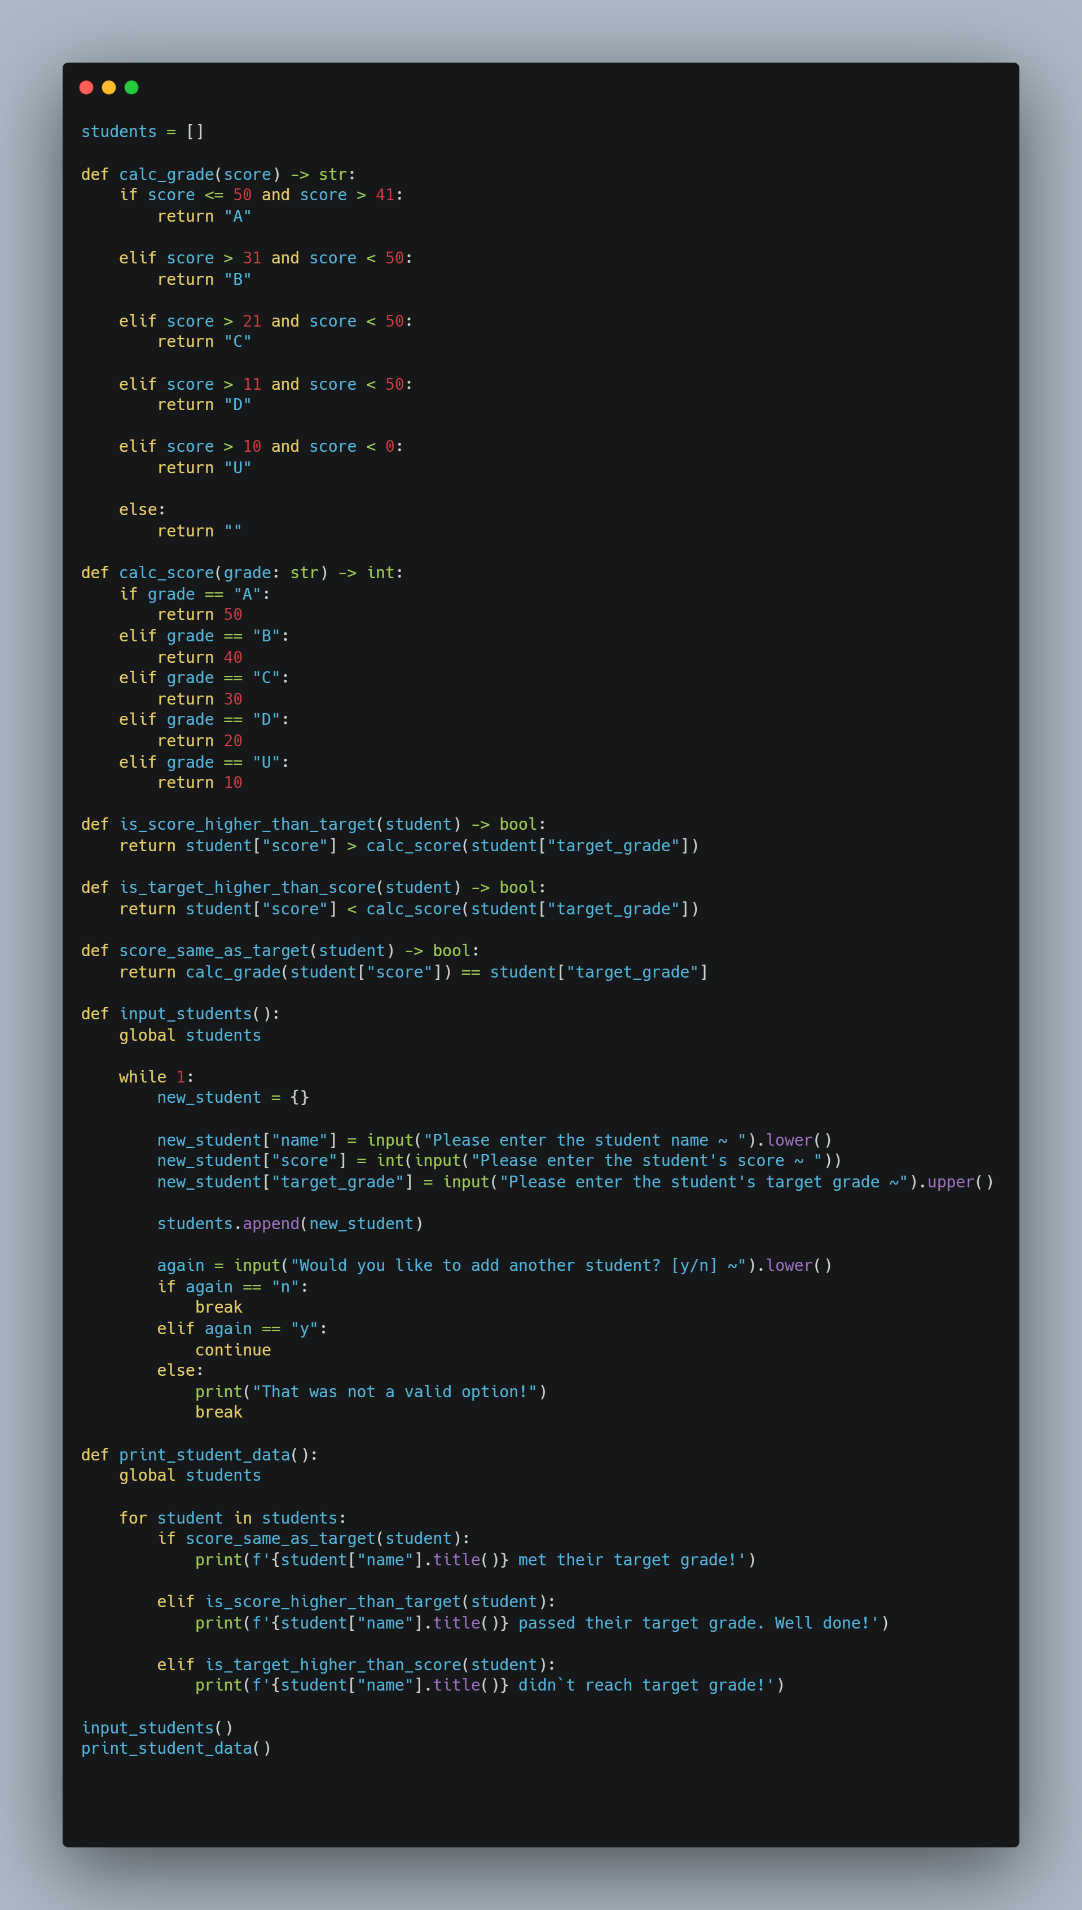 students = []

def calc_grade(score) -> str:
    if score <= 50 and score > 41:
        return "A"

    elif score > 31 and score < 50:
        return "B"

    elif score > 21 and score < 50:
        return "C"

    elif score > 11 and score < 50:
        return "D"

    elif score > 10 and score < 0:
        return "U"

    else:
        return ""

def calc_score(grade: str) -> int:
    if grade == "A":
        return 50
    elif grade == "B":
        return 40
    elif grade == "C":
        return 30
    elif grade == "D":
        return 20
    elif grade == "U":
        return 10

def is_score_higher_than_target(student) -> bool:
    return student["score"] > calc_score(student["target_grade"])

def is_target_higher_than_score(student) -> bool:
    return student["score"] < calc_score(student["target_grade"])

def score_same_as_target(student) -> bool:
    return calc_grade(student["score"]) == student["target_grade"]

def input_students():
    global students

    while 1:
        new_student = {}

        new_student["name"] = input("Please enter the student name ~ ").lower()
        new_student["score"] = int(input("Please enter the student's score ~ "))
        new_student["target_grade"] = input("Please enter the student's target grade ~").upper()

        students.append(new_student)

        again = input("Would you like to add another student? [y/n] ~").lower()
        if again == "n":
            break
        elif again == "y":
            continue
        else:
            print("That was not a valid option!")
            break

def print_student_data():
    global students

    for student in students:
        if score_same_as_target(student):
            print(f'{student["name"].title()} met their target grade!')

        elif is_score_higher_than_target(student):
            print(f'{student["name"].title()} passed their target grade. Well done!')

        elif is_target_higher_than_score(student):
            print(f'{student["name"].title()} didn`t reach target grade!')

input_students()
print_student_data()